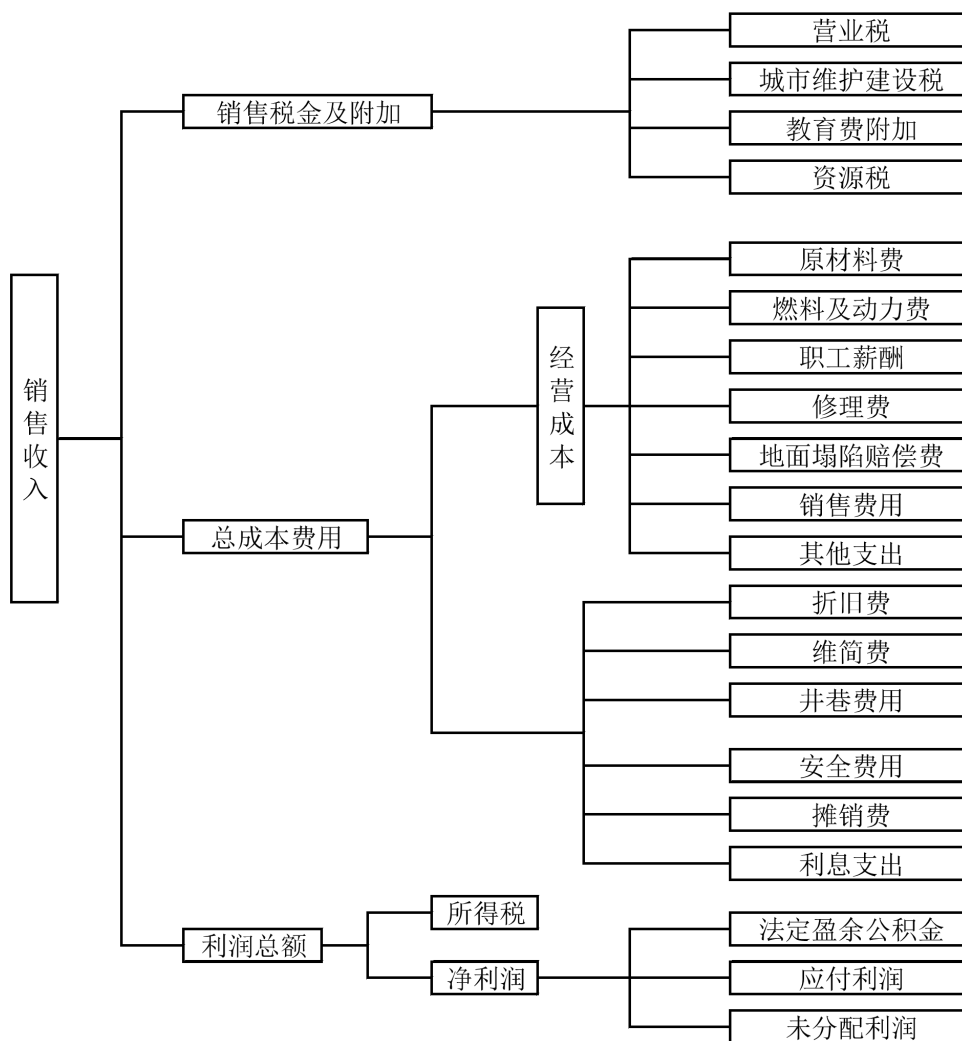 营业税
城市维护建设税
销售税金及附加
教育费附加
资源税
原材料费
燃料及动力费
经营成本
职工薪酬
修理费
地面塌陷赔偿费
销售费用
其他支出
销售收入
总成本费用
折旧费
维简费
井巷费用
安全费用
摊销费
利息支出
利润总额
所得税
净利润
法定盈余公积金
应付利润
未分配利润